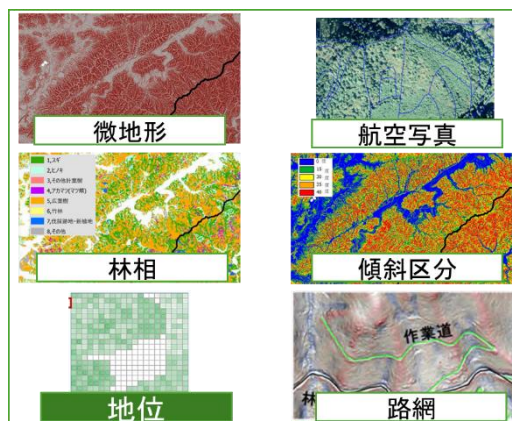 微地形
航空写真
1,スギ
2,ヒノキ
3,その他針葉樹
4,アカマツ(マツ類)
5,広葉樹
6,竹林
7,伐採跡地・新植地
8,その他
林相
傾斜区分
地位
作業道
林
路網